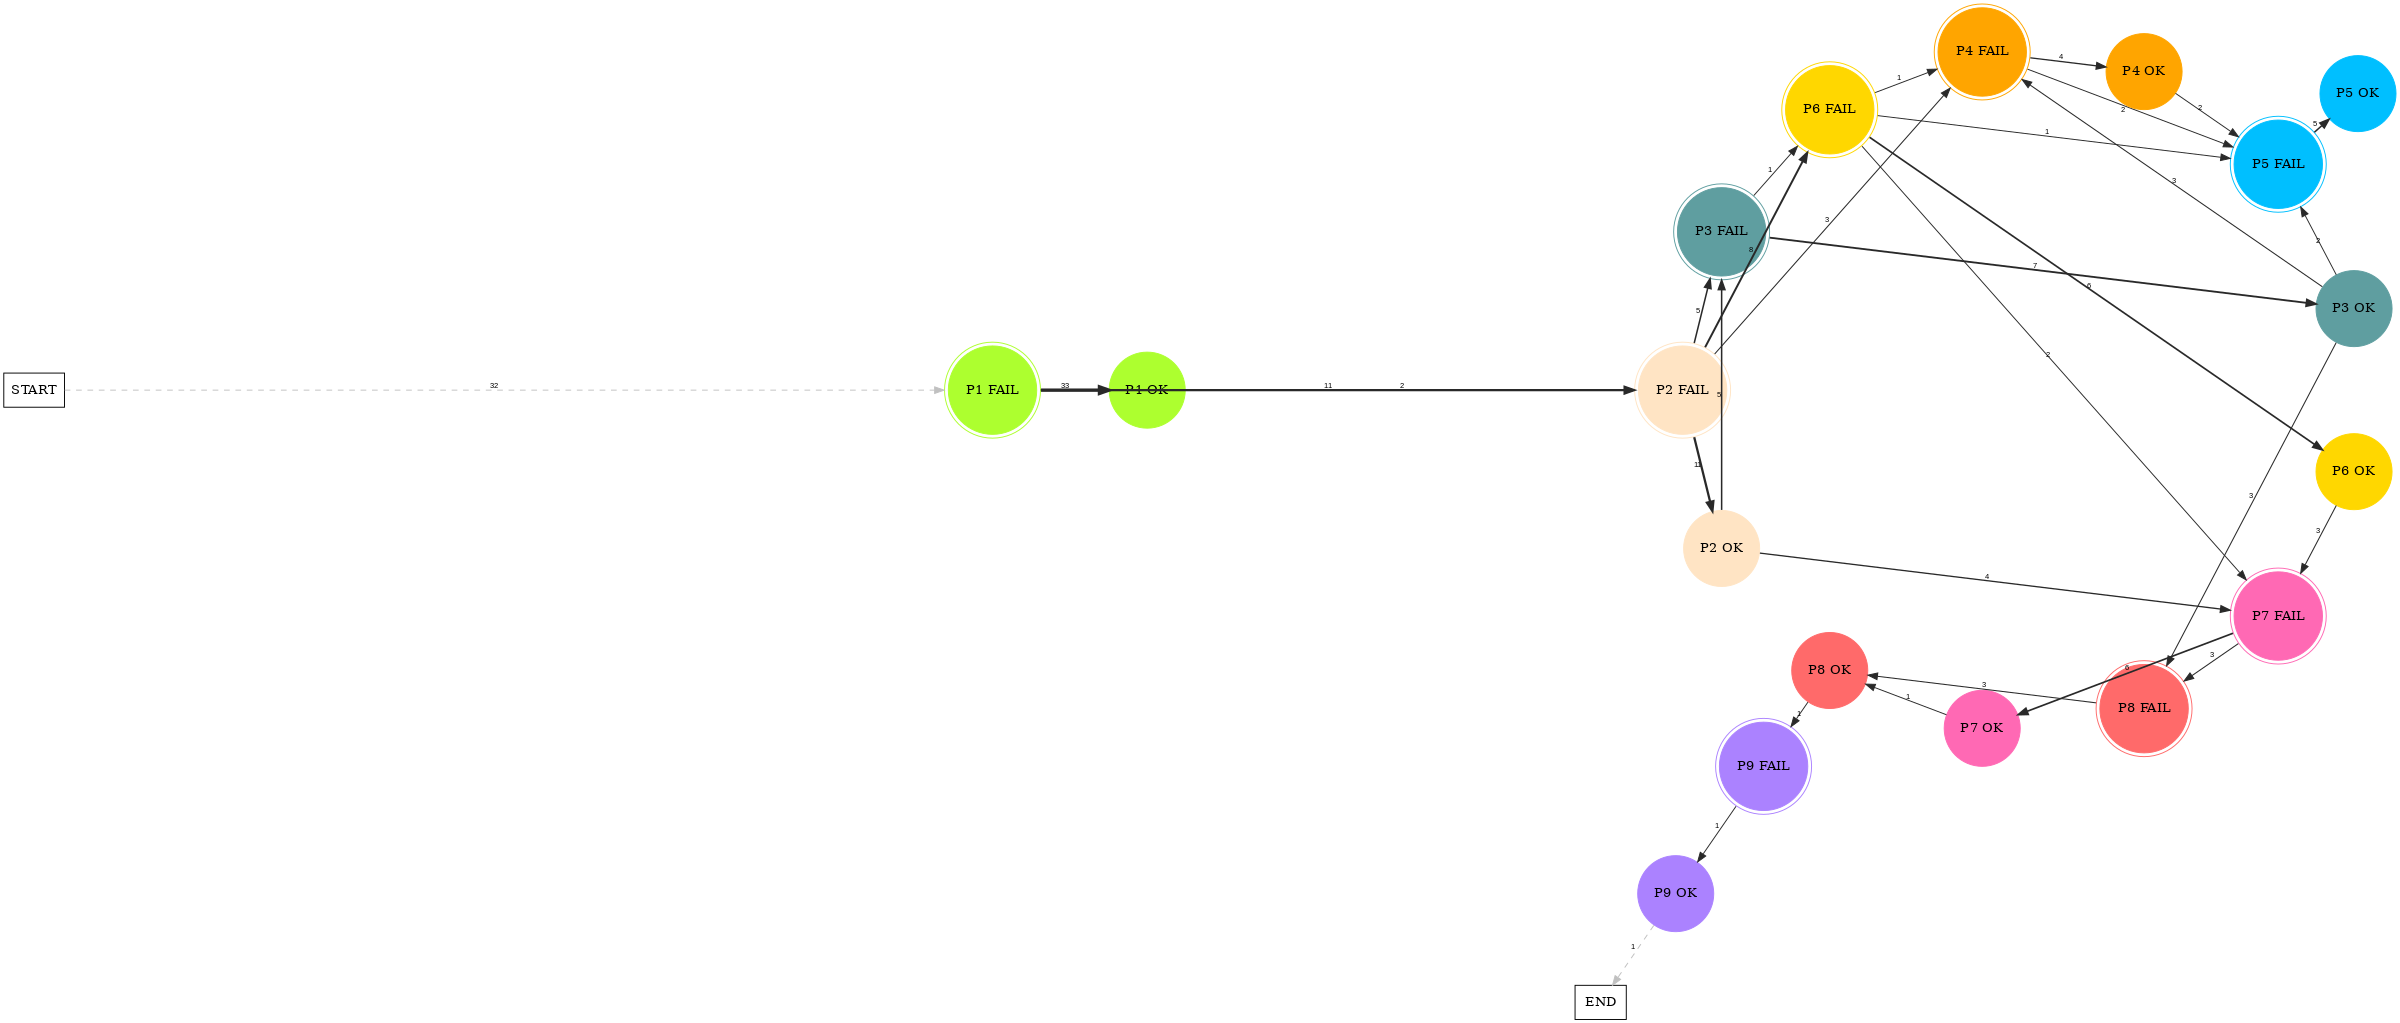 P4 FAIL
4
P4 OK
P5 OK
1
P6 FAIL
2
2
5
1
P5 FAIL
1
3
3
P3 FAIL
8
7
2
6
5
P3 OK
2
START
32
P1 FAIL
33
P1 OK
11
2
P2 FAIL
5
11
P6 OK
3
3
P2 OK
4
P7 FAIL
3
6
P8 OK
3
1
P7 OK
P8 FAIL
1
P9 FAIL
1
P9 OK
1
END